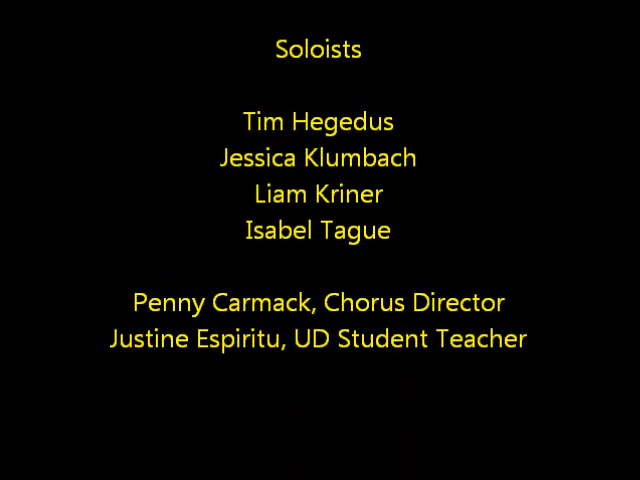 Soloists
Tim Hegedus
Jessica Klumbach
Liam Kriner
Isabel Tague
Penny Carmack, Chorus Director
Justine Espiritu, UD Student Teacher